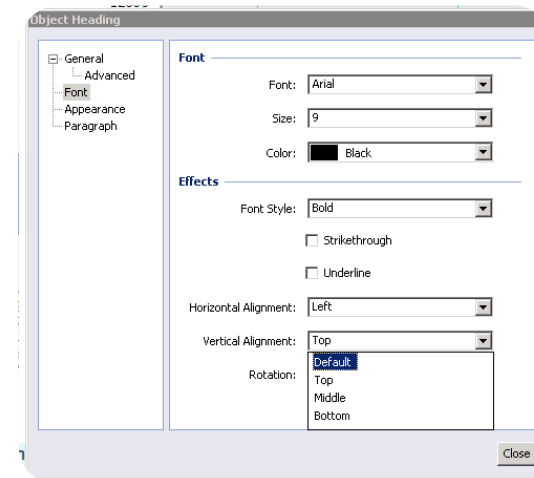 Object Heading
General
Advanced
Font
Appearance
Paragraph
Font
Font: Arial
Size: 9
Color: Black
Effects
Font Style: Bold
Strikethrough
Underline
Horizontal Alignment: Left
Vertical Alignment: Top
Default
Rotation:
Top
Middle
Bottom
Close